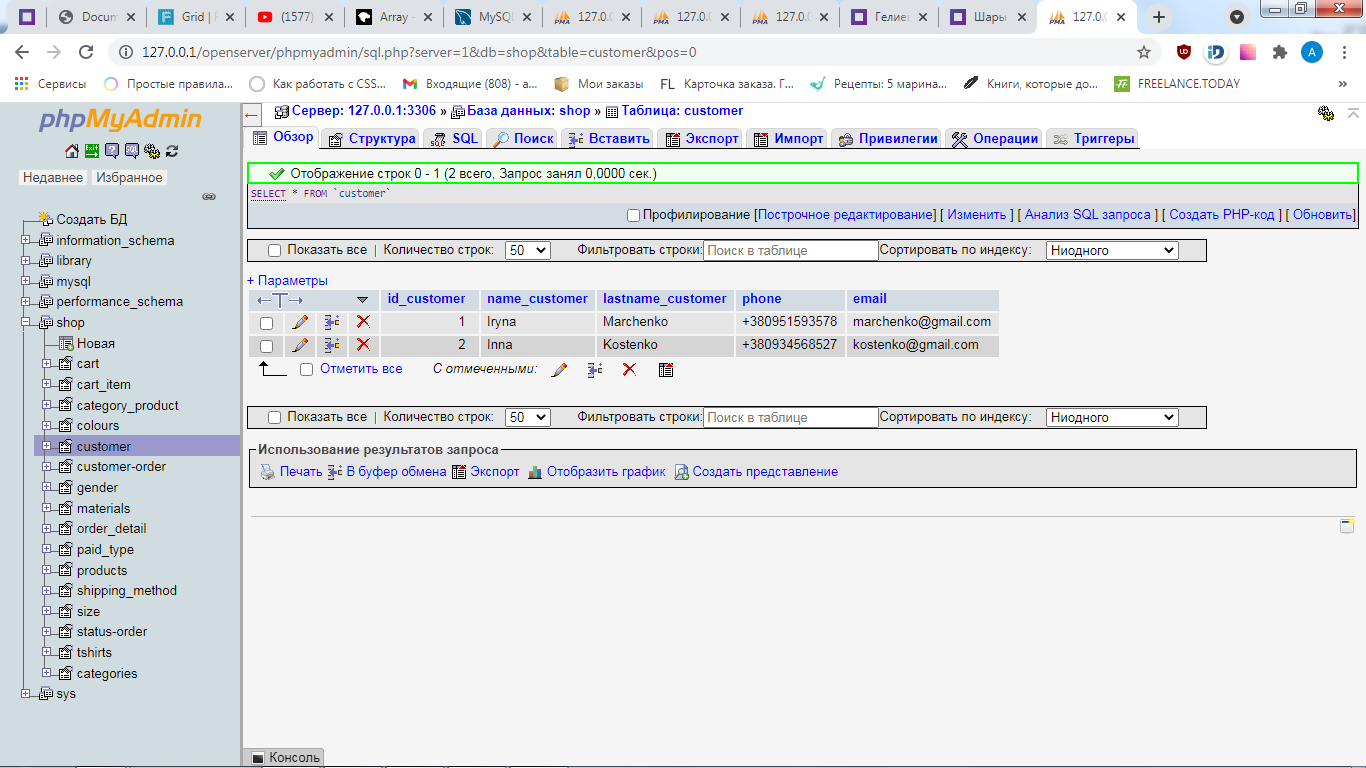 Docum
Grid | F
(1577)
Array -
MySQL
127.0.0
127.0.0
127.0.0
Гелиев
Шары
127.0.0
127.0.0.1/openserver/phpmyadmin/sql.php?server=1&db=shop&table=customer&pos=0
A
Сервисы
Простые правила...
Как работать с CSS...
Входящие (808) - a...
Мои заказы
FL Карточка заказа. Г...
Рецепты: 5 марина...
Книги, которые до...
FREELANCE.TODAY
»
phpMyAdmin
Недавнее Избранное
Создать БД
information_schema
library
mysql
performance_schema
shop
Новая
cart
cart_item
category_product
colours
customer
customer-order
gender
materials
order_detail
paid_type
products
shipping_method
size
status-order
tshirts
categories
sys
Сервер: 127.0.0.1:3306 » База данных: shop » Таблица: customer
Обзор Структура SQL Поиск Вставить Экспорт Импорт Привилегии Операции Триггеры
Отображение строк 0 - 1 (2 всего, Запрос занял 0,0000 сек.)
SELECT * FROM `customer`
Профилирование [Построчное редактирование] [ Изменить ] [ Анализ SQL запроса ] [ Создать PHP-код ] [ Обновить]
Показать все | Количество строк: 50 Фильтровать строки: Поиск в таблице Сортировать по индексу: Ниодного
+ Параметры
id_customer name_customer lastname_customer phone email
1 Iryna Marchenko +380951593578 marchenko@gmail.com
2 Inna Kostenko +380934568527 kostenko@gmail.com
Отметить все С отмеченными:
Показать все | Количество строк: 50 Фильтровать строки: Поиск в таблице Сортировать по индексу: Ниодного
Использование результатов запроса
Печать В буфер обмена Экспорт Отобразить график Создать представление
Консоль